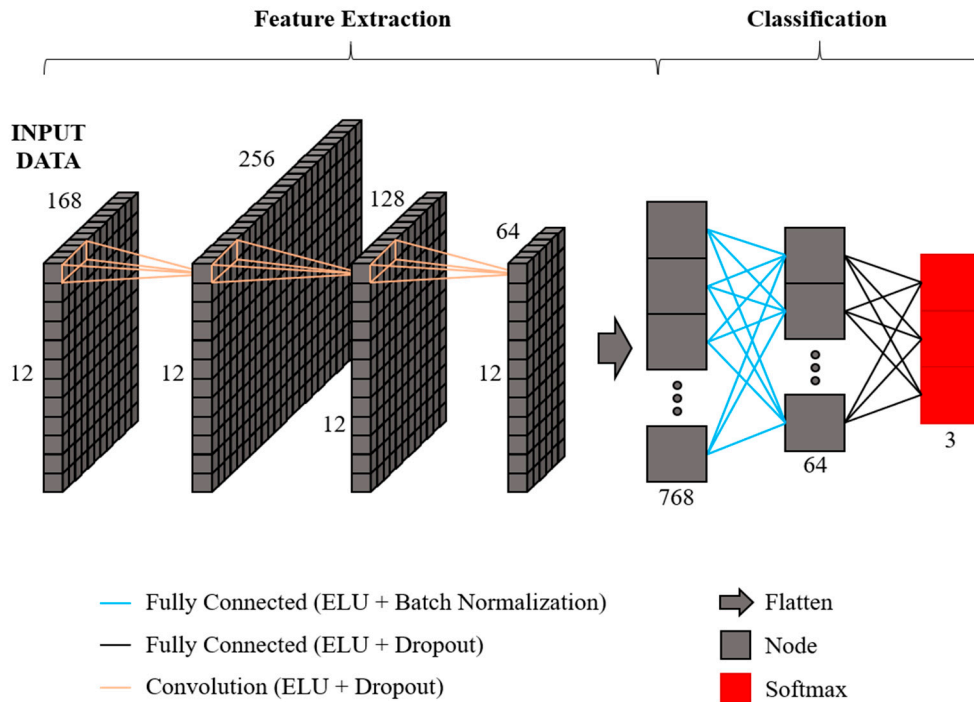 Feature Extraction
Classification
INPUT
DATA
168
256
128
64
12
12
12
12
768
64
3
Fully Connected (ELU + Batch Normalization)
Fully Connected (ELU + Dropout)
Convolution (ELU + Dropout)
Flatten
Node
Softmax